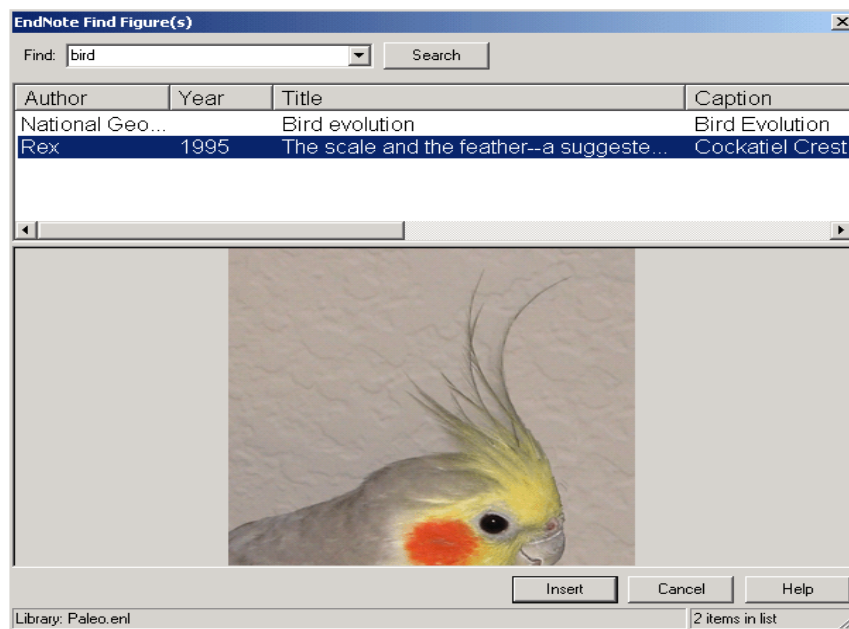 EndNote Find Figure(s)
Find: bird Search
Author Year Title Caption
National Geo... Bird evolution Bird Evolution
Rex 1995 The scale and the feather--a suggeste... Cockatiel Crest
Insert Cancel Help
Library: Paleo.enl 2 items in list